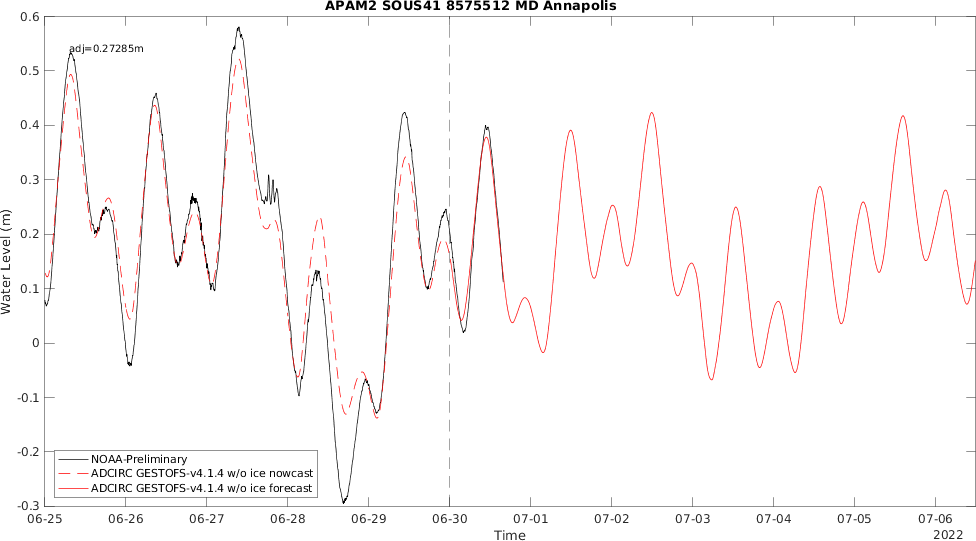 APAM2 SOUS41 8575512 MD Annapolis
adj=0.27285m
0.6
0.5
0.4
0.3
0.2
0.1
0
-0.1
-0.2
-0.3
Water Level (m)
NOAA-Preliminary
ADCIRC GESTOFS-v4.1.4 w/o ice nowcast
ADCIRC GESTOFS-v4.1.4 w/o ice forecast
06-25 06-26 06-27 06-28 06-29 06-30 07-01 07-02 07-03 07-04 07-05 07-06
Time
2022